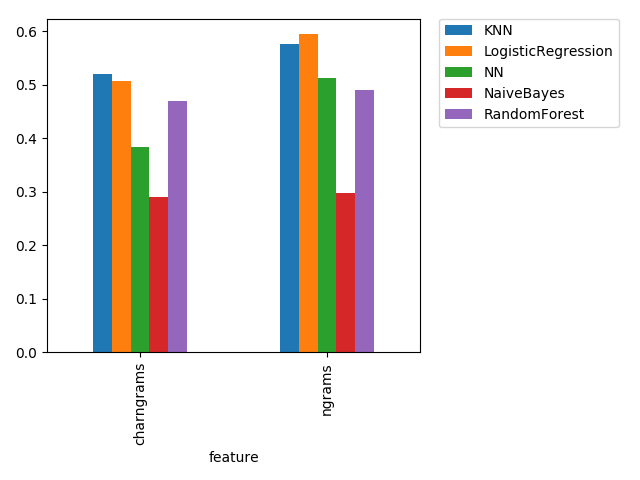 0.6
0.5
0.4
0.3
0.2
0.1
0.0
charngrams
ngrams
feature
KNN
LogisticRegression
NN
NaiveBayes
RandomForest